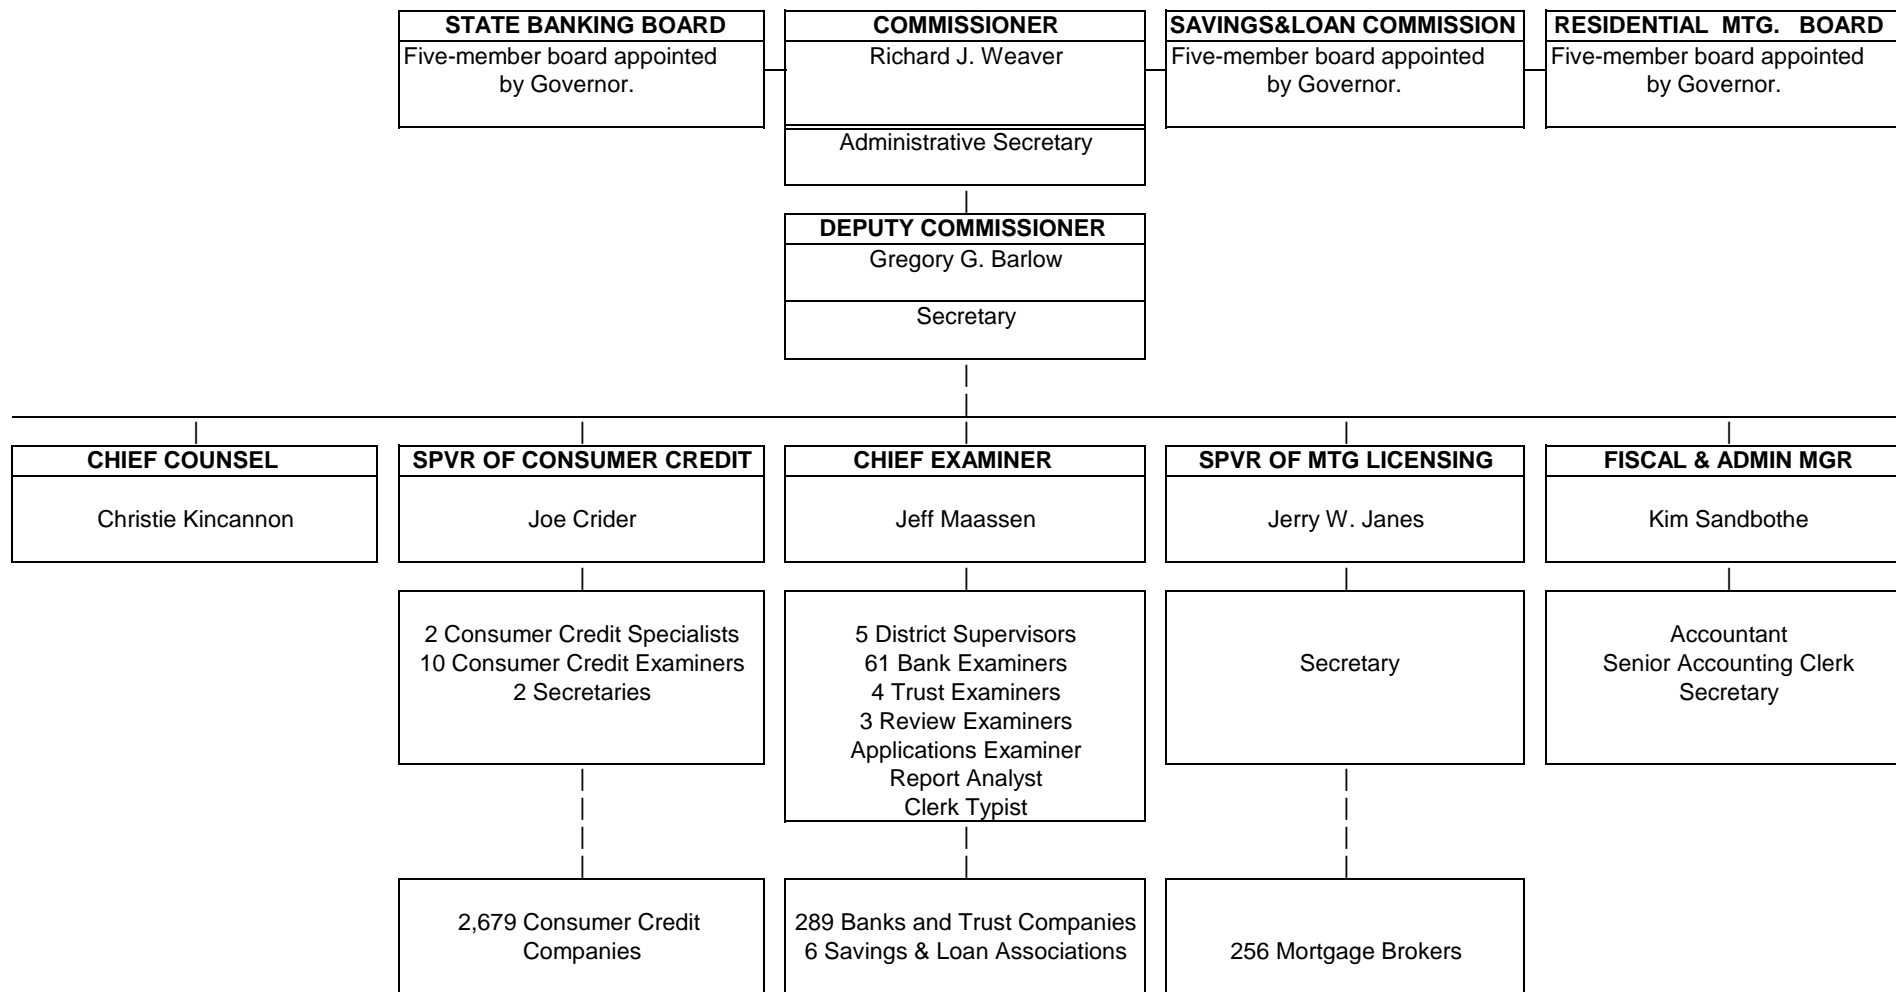 STATE BANKING BOARD
Five-member board appointed
by Governor.
COMMISSIONER
Richard J. Weaver
Administrative Secretary
SAVINGS&LOAN COMMISSION
Five-member board appointed
by Governor.
RESIDENTIAL MTG. BOARD
Five-member board appointed
by Governor.
DEPUTY COMMISSIONER
Gregory G. Barlow
Secretary
CHIEF COUNSEL
Christie Kincannon
SPVR OF CONSUMER CREDIT
Joe Crider
2 Consumer Credit Specialists
10 Consumer Credit Examiners
2 Secretaries
2,679 Consumer Credit
Companies
CHIEF EXAMINER
Jeff Maassen
5 District Supervisors
61 Bank Examiners
4 Trust Examiners
3 Review Examiners
Applications Examiner
Report Analyst
Clerk Typist
289 Banks and Trust Companies
6 Savings & Loan Associations
SPVR OF MTG LICENSING
Jerry W. Janes
Secretary
256 Mortgage Brokers
FISCAL & ADMIN MGR
Kim Sandbothe
Accountant
Senior Accounting Clerk
Secretary